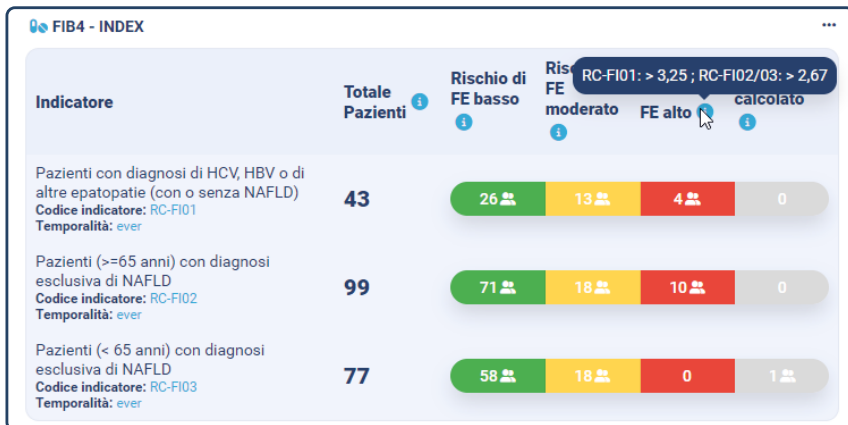 FIB4 - INDEX
RC-FI01: > 3,25 ; RC-FI02/03: > 2,67
Indicatore
Totale
Pazienti
Rischio di
FE basso
FE
moderato
FE alto
calcolato
Pazienti con diagnosi di HCV, HBV o di
altre epatopatie (con o senza NAFLD)
Codice indicatore: RC-FI01
Temporalità: ever
43
26
13
4
0
Pazienti (>=65 anni) con diagnosi
esclusiva di NAFLD
Codice indicatore: RC-FI02
Temporalità: ever
99
71
18
10
0
Pazienti (< 65 anni) con diagnosi
esclusiva di NAFLD
Codice indicatore: RC-FI03
Temporalità: ever
77
58
18
0
1